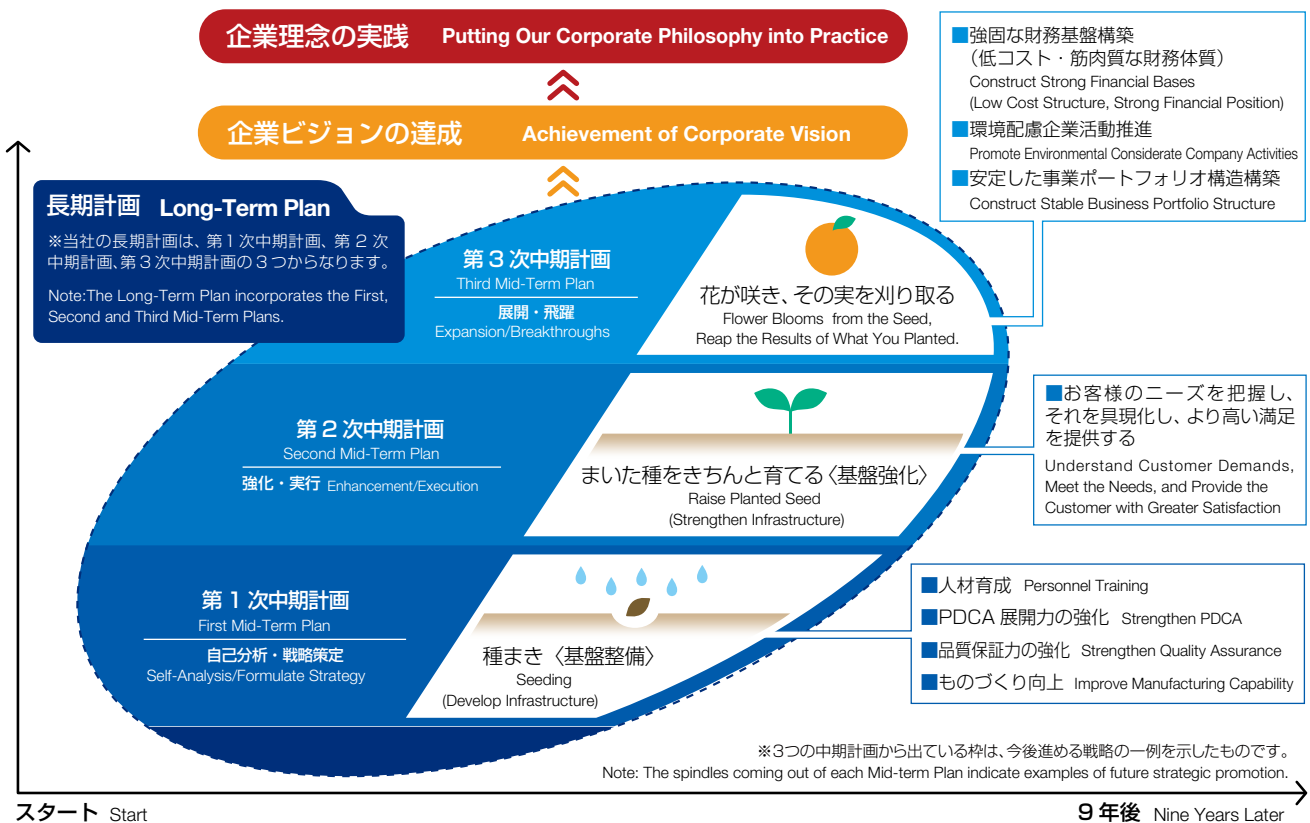 企業理念の実践 Putting Our Corporate Philosophy into Practice
企業ビジョンの達成 Achievement of Corporate Vision
長期計画 Long-Term Plan
※当社の長期計画は、第1次中期計画、第2次
中期計画、第3次中期計画の3つからなります。
Note:The Long-Term Plan incorporates the First,
Second and Third Mid-Term Plans.
■強固な財務基盤構築
（低コスト・筋肉質な財務体質）
Construct Strong Financial Bases
(Low Cost Structure, Strong Financial Position)
■環境配慮企業活動推進
Promote Environmental Considerate Company Activities
■安定した事業ポートフォリオ構造構築
Construct Stable Business Portfolio Structure
第3次中期計画
Third Mid-Term Plan
展開・飛躍
Expansion/Breakthroughs
花が咲き、その実を刈り取る
Flower Blooms from the Seed,
Reap the Results of What You Planted.
第2次中期計画
Second Mid-Term Plan
強化・実行 Enhancement/Execution
まいた種をきちんと育てる〈基盤強化〉
Raise Planted Seed
(Strengthen Infrastructure)
■お客様のニーズを把握し、
それを具現化し、より高い満足
を提供する
Understand Customer Demands,
Meet the Needs, and Provide the
Customer with Greater Satisfaction
第1次中期計画
First Mid-Term Plan
自己分析・戦略策定
Self-Analysis/Formulate Strategy
種まき〈基盤整備〉
Seeding
(Develop Infrastructure)
■人材育成 Personnel Training
■PDCA 展開力の強化 Strengthen PDCA
■品質保証力の強化 Strengthen Quality Assurance
■ものづくり向上 Improve Manufacturing Capability
※3つの中期計画から出ている枠は、今後進める戦略の一例を示したものです。
Note: The spindles coming out of each Mid-term Plan indicate examples of future strategic promotion.
スタート Start
9年後 Nine Years Later